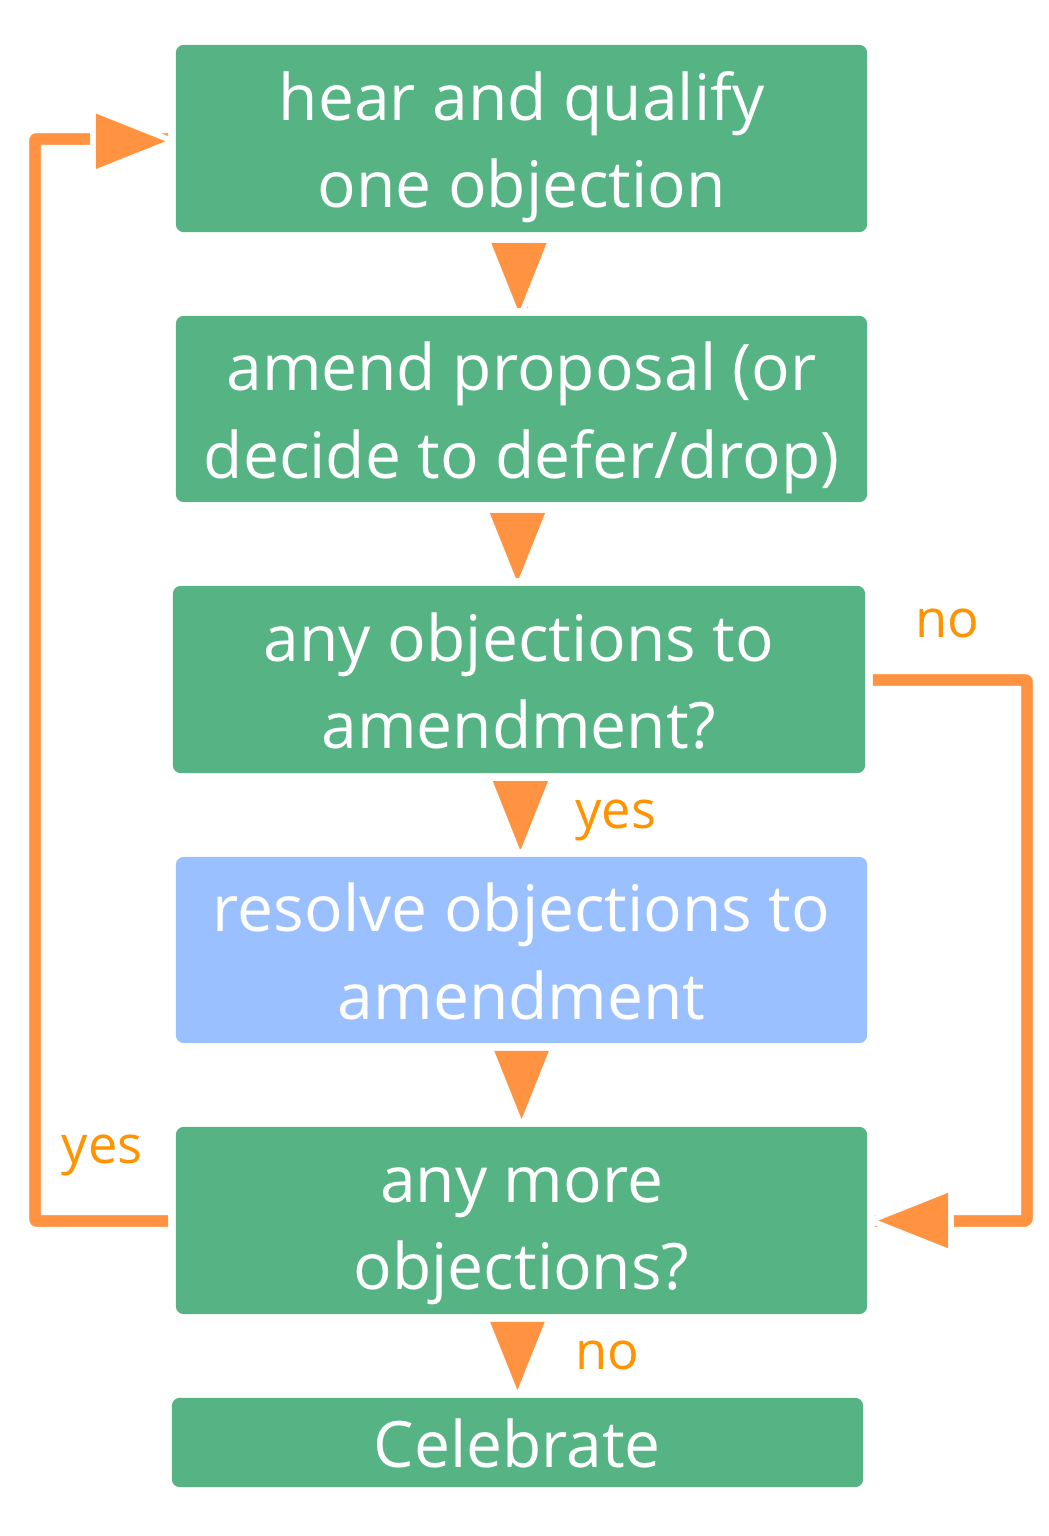 hear and qualify
one objection
amend proposal (or
decide to defer/drop)
any objections to
amendment?
no
yes
resolve objections to
amendment
yes
any more
objections?
no
Celebrate